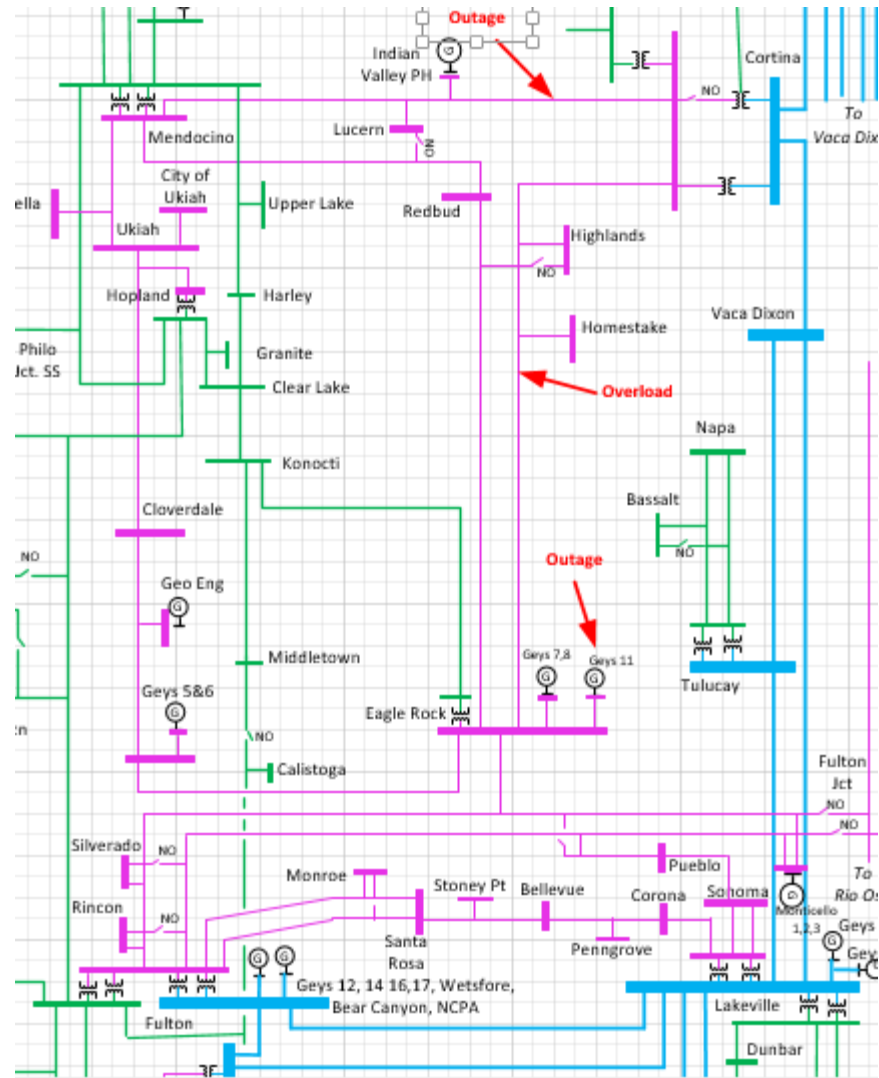 Outage
Indian
Valley PH
G
Cortina
NO
To
Vaca Dix
Lucern
NO
Mendocino
City of
Ukiah
ella
Upper Lake
Redbud
Ukiah
Highlands
NO
Hopland
Harley
Homestake
Vaca Dixon
Philo
Jct. SS
Granite
Clear Lake
Overload
Napa
Konocti
Bassalt
Cloverdale
NO
NO
Outage
Geo Eng
G
Middletown
Geys 7,8
Geys 11
G
G
Geys 5&6
G
Tulucay
Eagle Rock
NO
Calistoga
Fulton
Jct
NO
NO
Silverado
NO
Monroe
Stoney Pt
Bellevue
Pueblo
Corona
Sonoma
To
Rio Os
Rincon
NO
G
Monticello
1,2,3
Geys
G
Gey
G
Penngrove
Santa
Rosa
G
G
Geys 12, 14 16,17, Wetsfore,
Bear Canyon, NCPA
Lakeville
Fulton
Dunbar